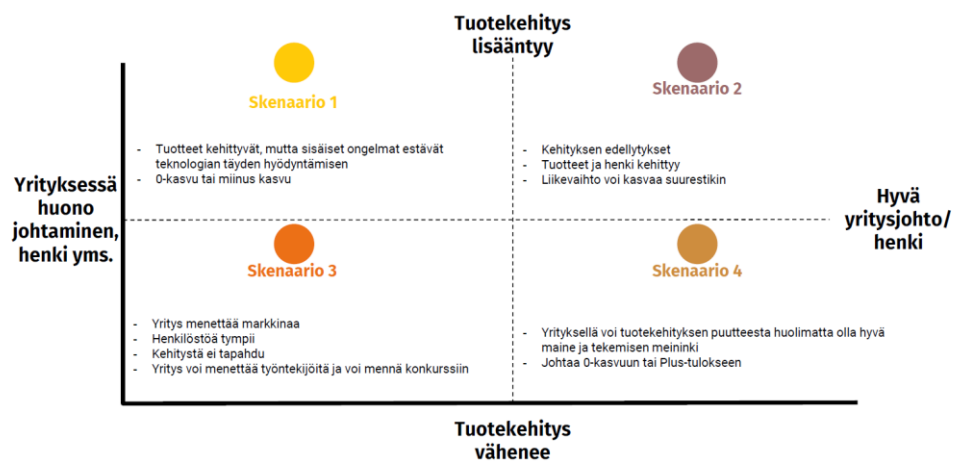 Tuotekehitys
lisääntyy
Skenaario 1
- Tuotteet kehittyvät, mutta sisäiset ongelmat estävät
teknologian täyden hyödyntämisen
- 0-kasvu tai miinus kasvu
Skenaario 2
- Kehityksen edellytykset
- Tuotteet ja henki kehittyy
- Liikevaihto voi kasvaa suurestikin
Yrityksessä
huono
johtaminen,
henki yms.
Hyvä
yritysjohto/
henki
Skenaario 3
- Yritys menettää markkinaa
- Henkilöstöä tympii
- Kehitystä ei tapahdu
- Yritys voi menettää työntekijöitä ja voi mennä konkurssiin
Skenaario 4
- Yrityksellä voi tuotekehityksen puutteesta huolimatta olla hyvä
maine ja tekemisen meininki
- Johtaa 0-kasvuun tai Plus-tulokseen
Tuotekehitys
vähenee